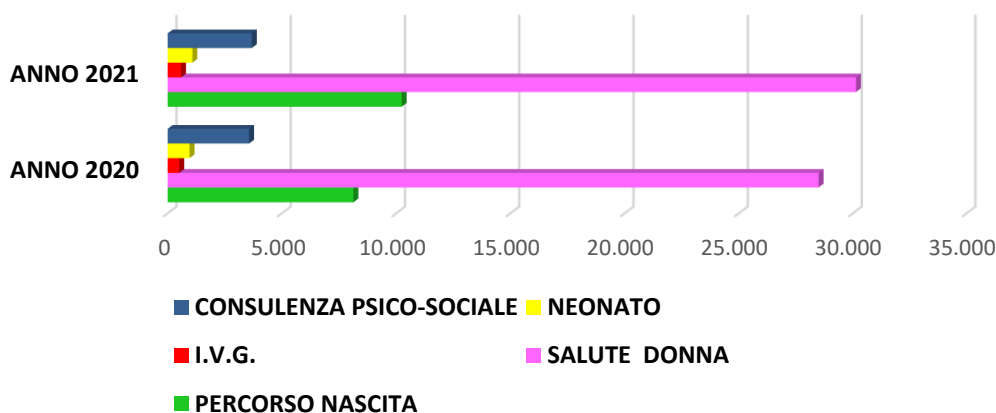 ANNO 2021
ANNO 2020
0 5.000 10.000 15.000 20.000 25.000 30.000 35.000
CONSULENZA PSICO-SOCIALE NEONATO
I.V.G. SALUTE DONNA
PERCORSO NASCITA